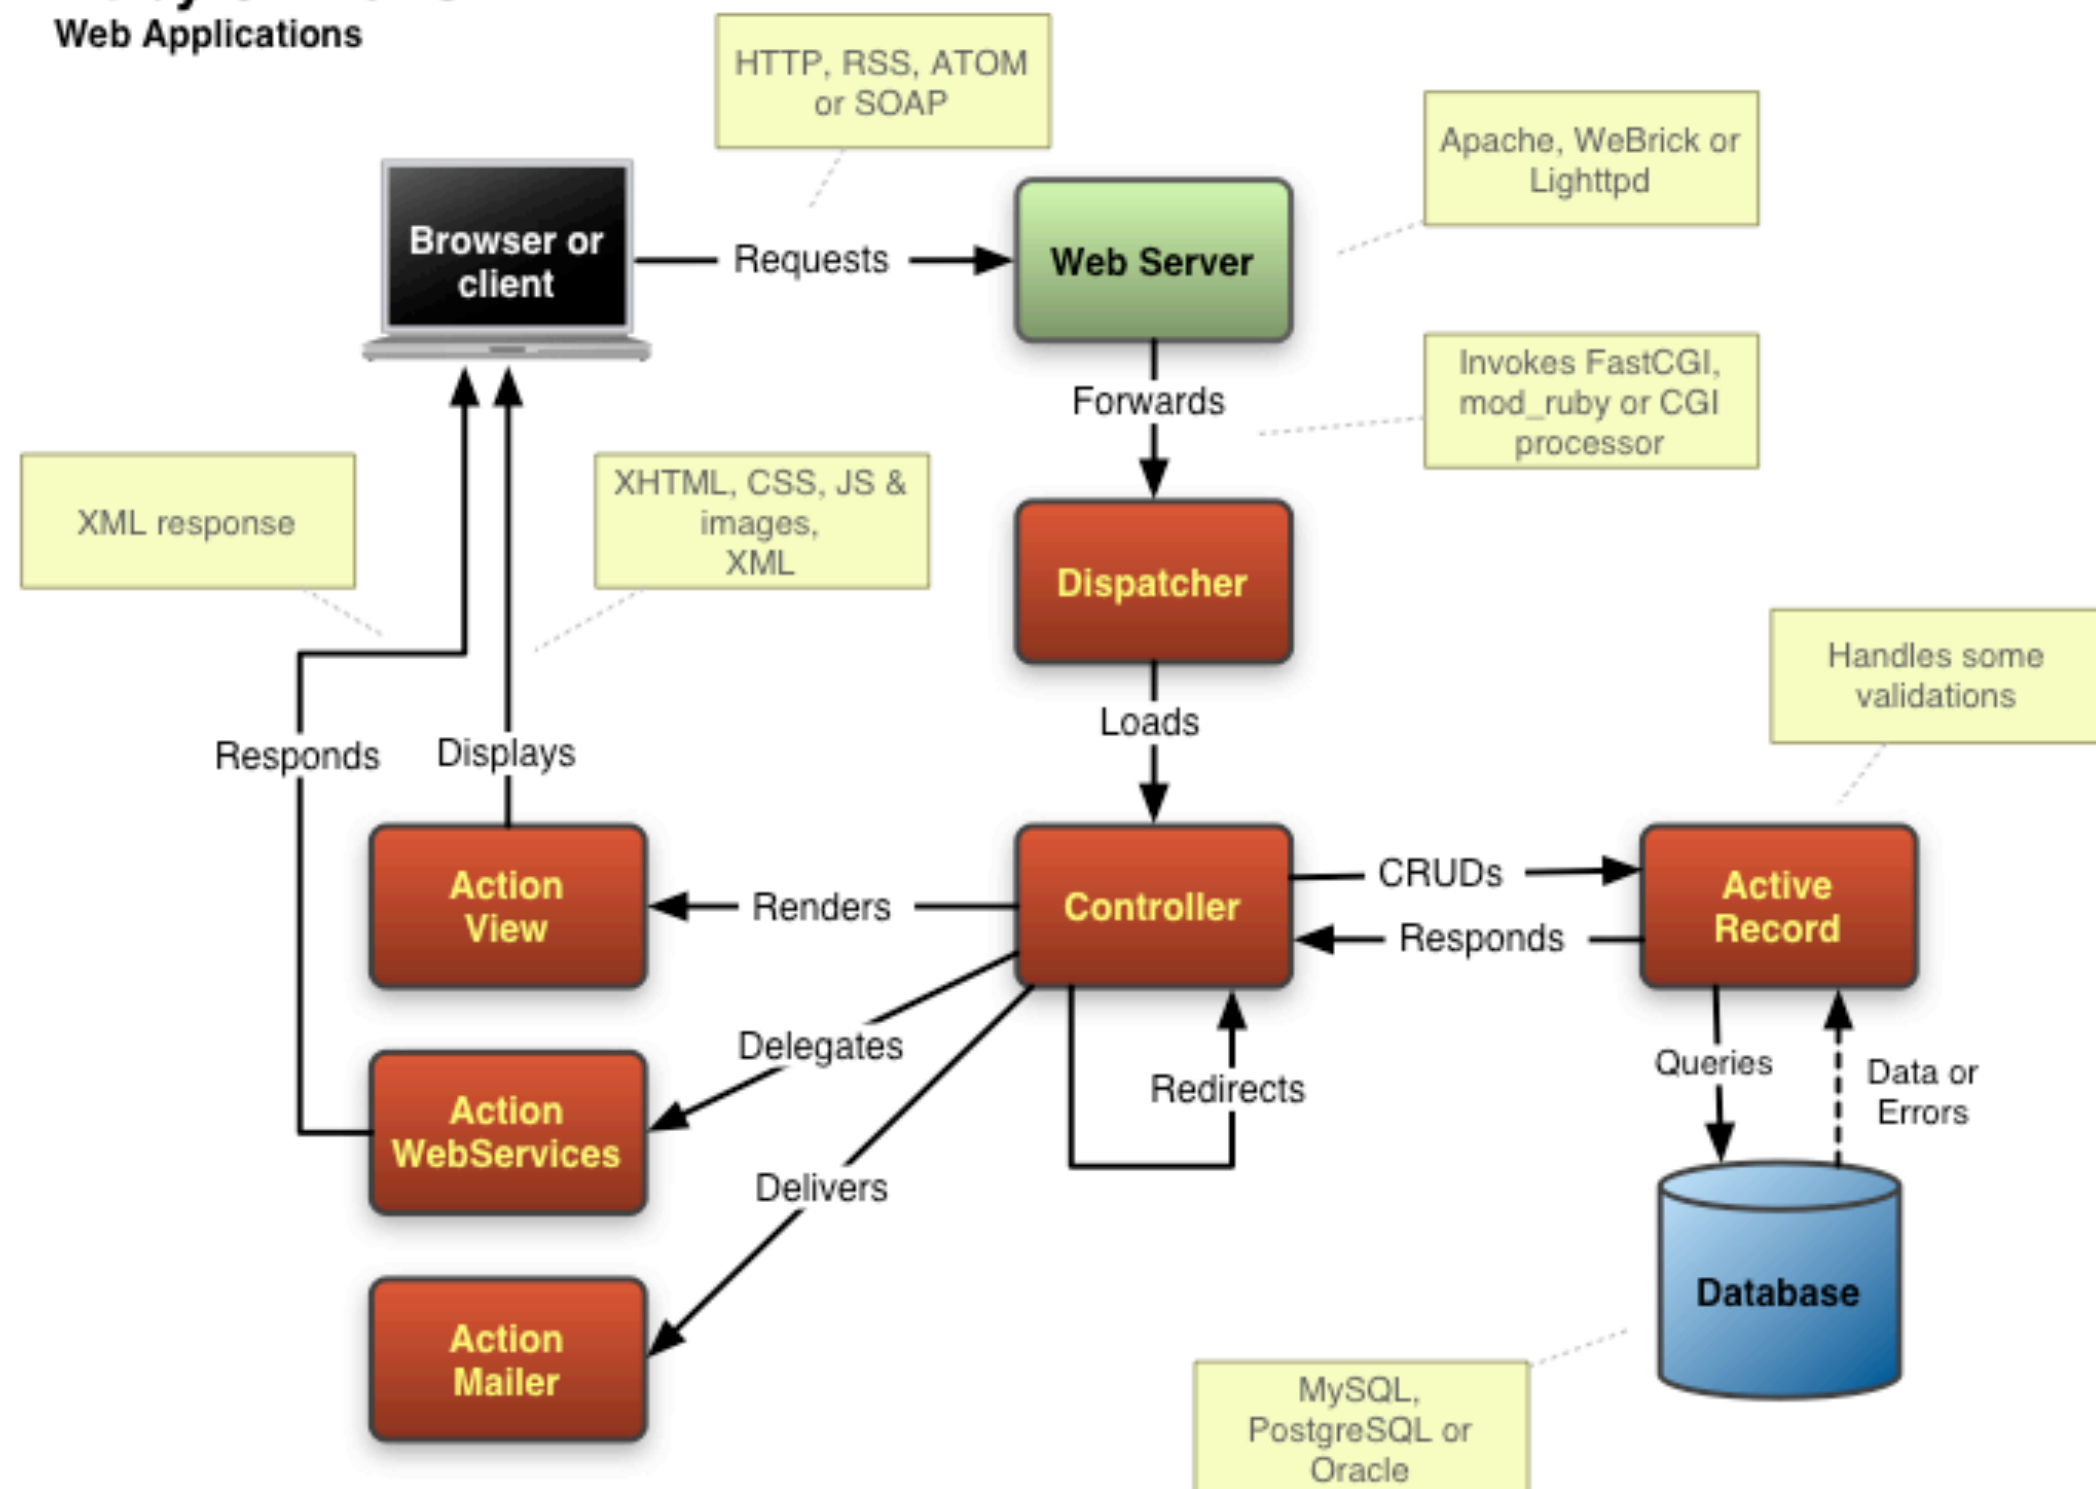 Web Applications
HTTP, RSS, ATOM
or SOAP
Apache, WeBrick or
Lighttpd
Browser or
client
Requests
Web Server
Invokes FastCGI,
mod_ruby or CGI
processor
Forwards
XML response
XHTML, CSS, JS &
images,
XML
Dispatcher
Handles some
validations
Loads
Responds
Displays
Action
View
Renders
Controller
CRUDs
Responds
Active
Record
Delegates
Redirects
Queries
Data or
Errors
Action
WebServices
Delivers
Action
Mailer
Database
MySQL,
PostgreSQL or
Oracle